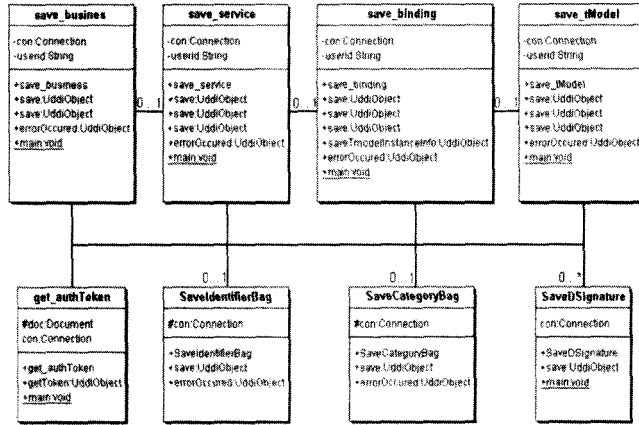 save_busines
-con:Connection
-userid:String
+save_business
+save:UddiObject
+save:UddiObject
+errorOccured:UddiObject
+main:void
0..1
save_service
-con:Connection
-userid:String
+save_service
+save:UddiObject
+save:UddiObject
+save:UddiObject
+errorOccured:UddiObject
+main:void
0..1
save_binding
-con:Connection
-userid:String
+save_binding
+save:UddiObject
+save:UddiObject
+save:UddiObject
+saveTmodelInstanceInfo:UddiObject
+errorOccured:UddiObject
+main:void
0..1
save_tModel
-con:Connection
-userid:String
+save_tModel
+save:UddiObject
+save:UddiObject
+save:UddiObject
+errorOccured:UddiObject
+main:void
get_authToken
#doc:Document
con:Connection
+get_authToken
+getToken:UddiObject
+main:void
0..1
SaveIdentifierBag
#con:Connection
+SaveIdentifierBag
+save:UddiObject
+errorOccured:UddiObject
0..1
SaveCategoryBag
#con:Connection
+SaveCategoryBag
+save:UddiObject
+errorOccured:UddiObject
0..*
SaveDSignature
con:Connection
+SaveDSignature
+save:UddiObject
+main:void